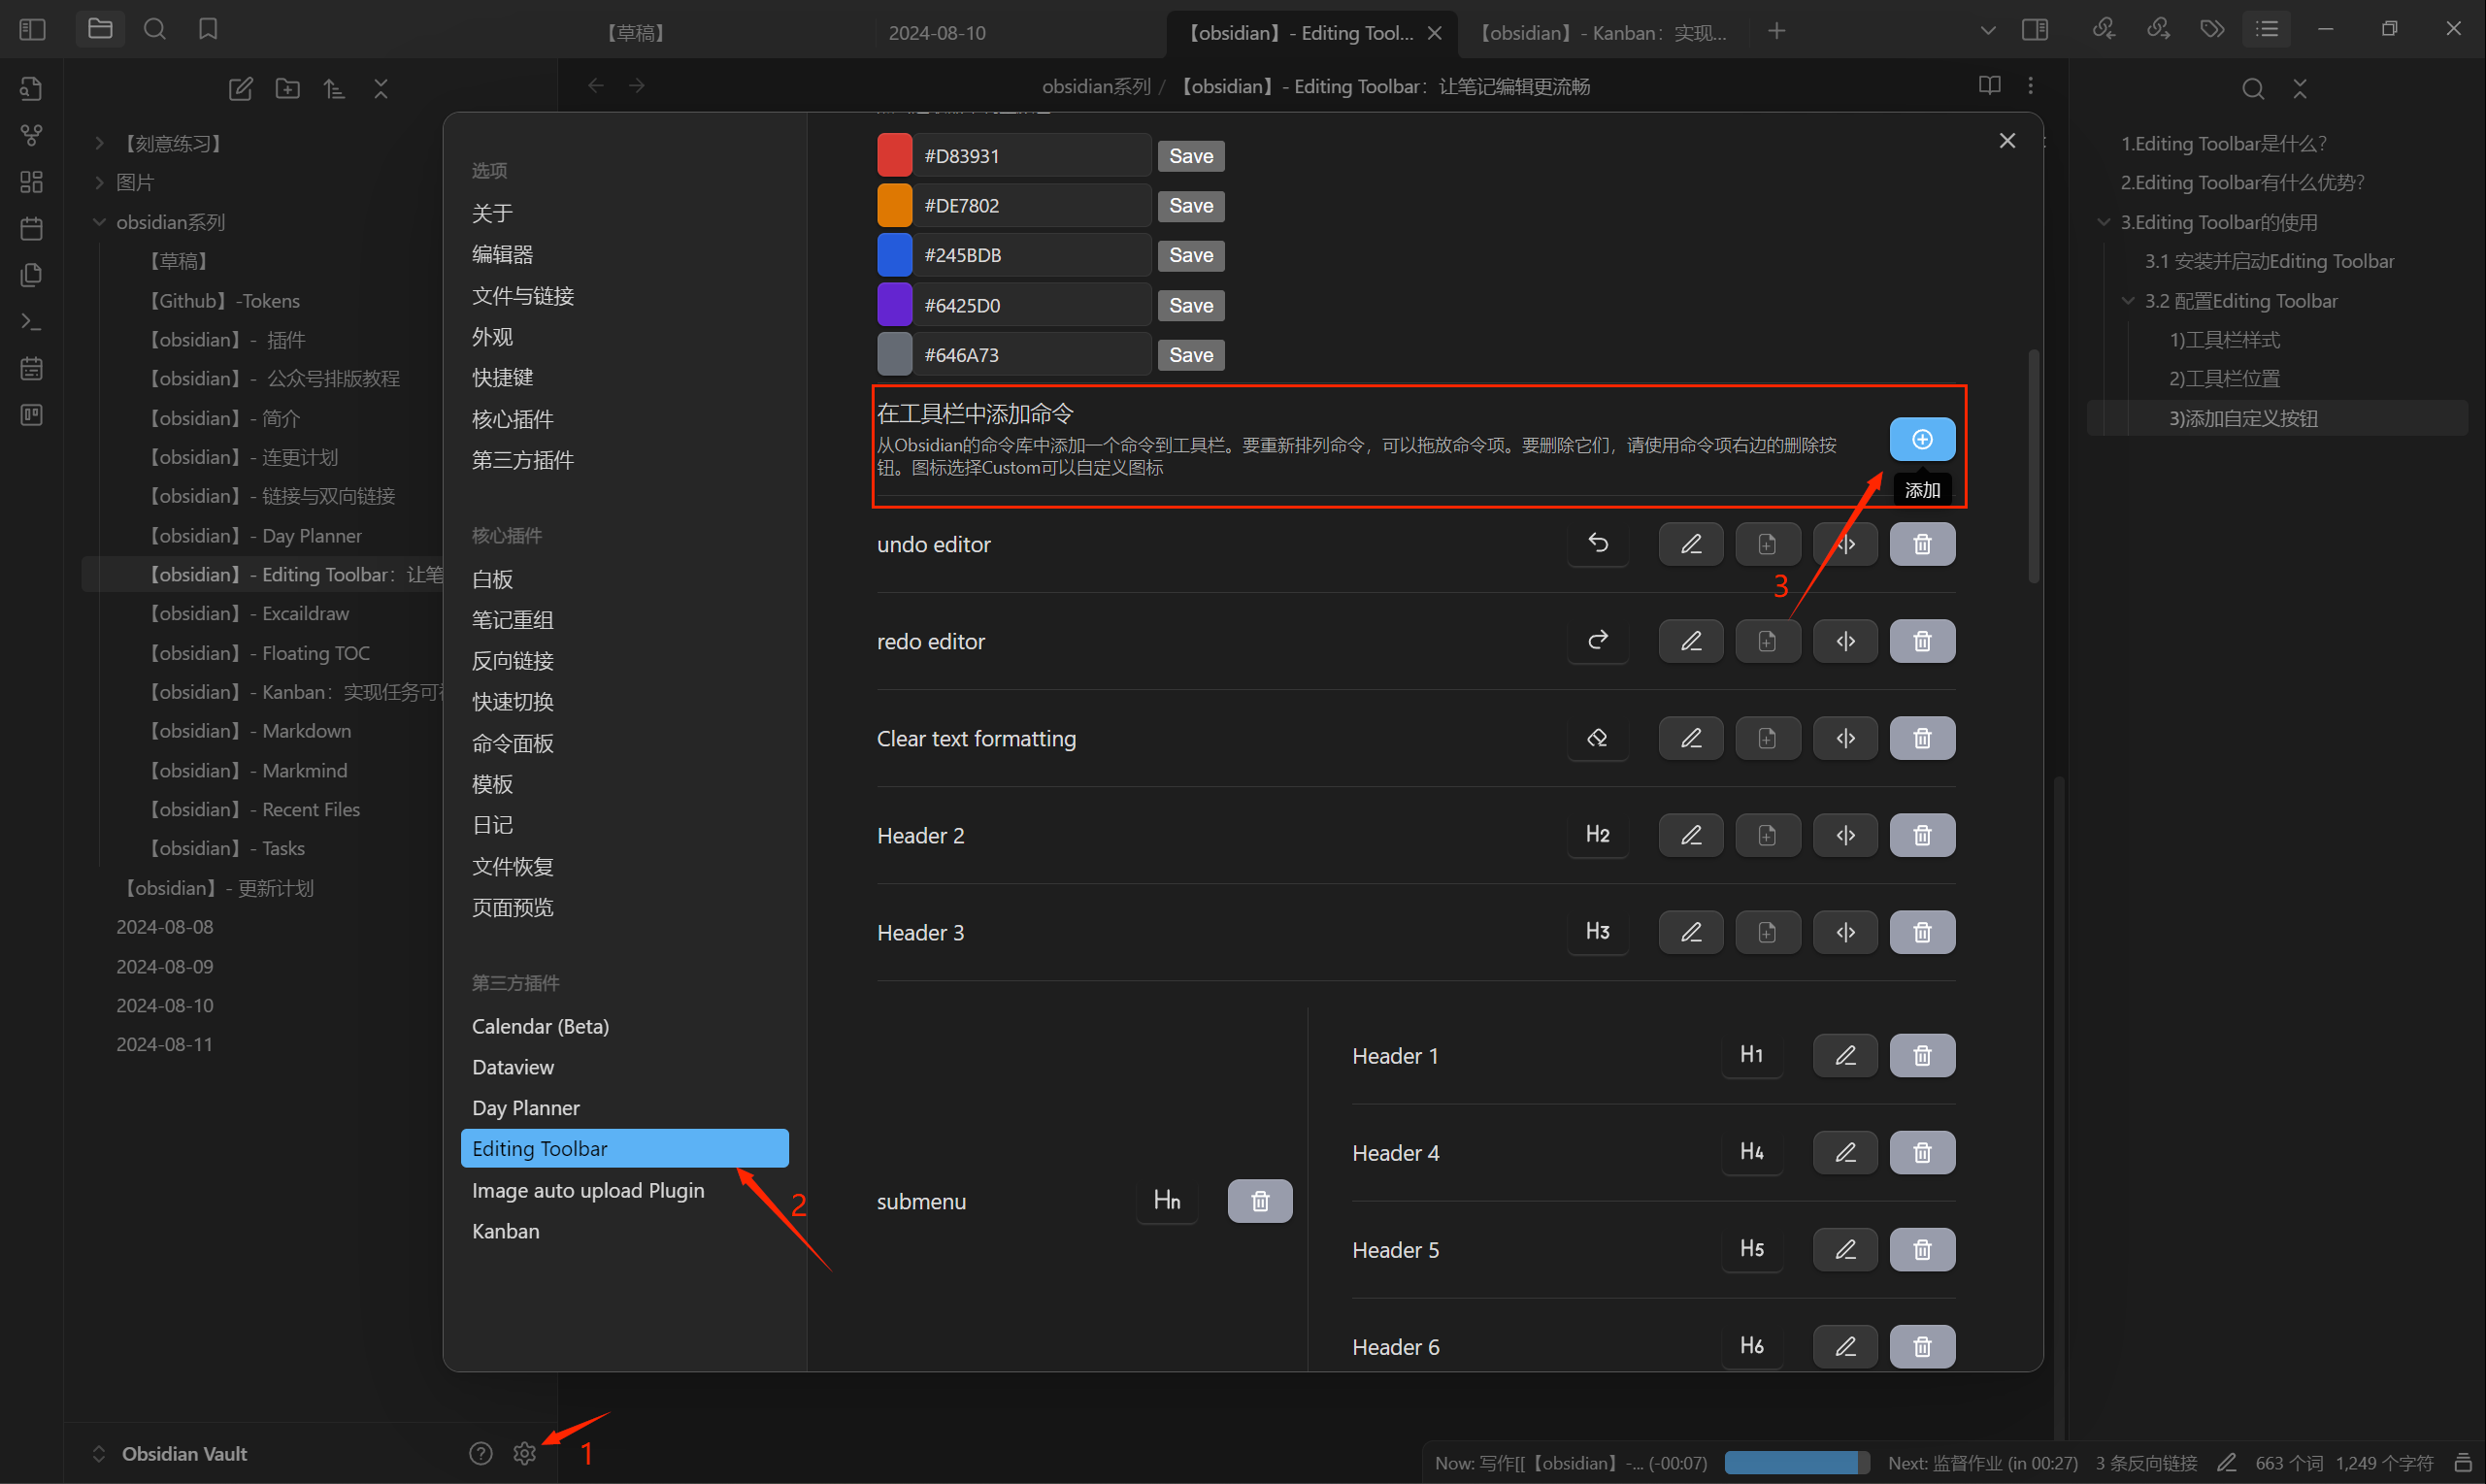 【草稿】
2024-08-10
【obsidian】- Editing Tool...
【obsidian】- Kanban：实现...
obsidian系列 / 【obsidian】- Editing Toolbar：让笔记编辑更流畅
【刻意练习】
图片
obsidian系列
【草稿】
【Github】-Tokens
【obsidian】- 插件
【obsidian】- 公众号排版教程
【obsidian】- 简介
【obsidian】- 连更计划
【obsidian】- 链接与双向链接
【obsidian】- Day Planner
【obsidian】- Editing Toolbar：让笔
【obsidian】- Excaildraw
【obsidian】- Floating TOC
【obsidian】- Kanban：实现任务可
【obsidian】- Markdown
【obsidian】- Markmind
【obsidian】- Recent Files
【obsidian】- Tasks
【obsidian】- 更新计划
2024-08-08
2024-08-09
2024-08-10
2024-08-11
Obsidian Vault
1
选项
关于
编辑器
文件与链接
外观
快捷键
核心插件
第三方插件
核心插件
白板
笔记重组
反向链接
快速切换
命令面板
模板
日记
文件恢复
页面预览
第三方插件
Calendar (Beta)
Dataview
Day Planner
Editing Toolbar
Image auto upload Plugin
Kanban
2
#D83931 Save
#DE7802 Save
#245BDB Save
#6425D0 Save
#646A73 Save
在工具栏中添加命令
从Obsidian的命令库中添加一个命令到工具栏。要重新排列命令，可以拖放命令项。要删除它们，请使用命令项右边的删除按
钮。图标选择Custom可以自定义图标
添加
3
undo editor
redo editor
Clear text formatting
Header 2 H2
Header 3 H3
submenu Hn
Header 1 H1
Header 4 H4
Header 5 H5
Header 6 H6
1.Editing Toolbar是什么？
2.Editing Toolbar有什么优势？
3.Editing Toolbar的使用
3.1 安装并启动Editing Toolbar
3.2 配置Editing Toolbar
1)工具栏样式
2)工具栏位置
3)添加自定义按钮
Now: 写作[[【obsidian】-... (-00:07)
Next: 监督作业 (in 00:27)
3 条反向链接
663 个词 1,249 个字符